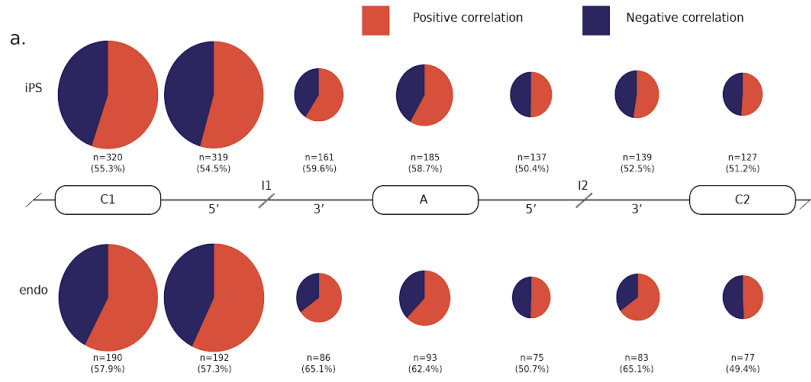 Positive correlation
Negative correlation
a.
iPS
n=320 n=319 n=161 n=185 n=137 n=139 n=127
(55.3%) (54.5%) (59.6%) (58.7%) (50.4%) (52.5%) (51.2%)
I1 I2
C1 5’ 3’ A 5’ 3’ C2
endo
n=190 n=192 n=86 n=93 n=75 n=83 n=77
(57.9%) (57.3%) (65.1%) (62.4%) (50.7%) (65.1%) (49.4%)